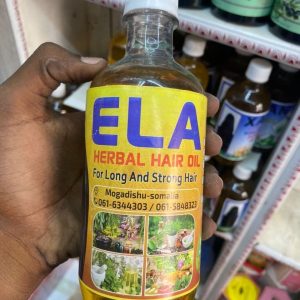 ELA
HERBAL HAIR OIL
For Long And Strong Hair
Mogadishu-somalia
061-6344303 / 061-5848323